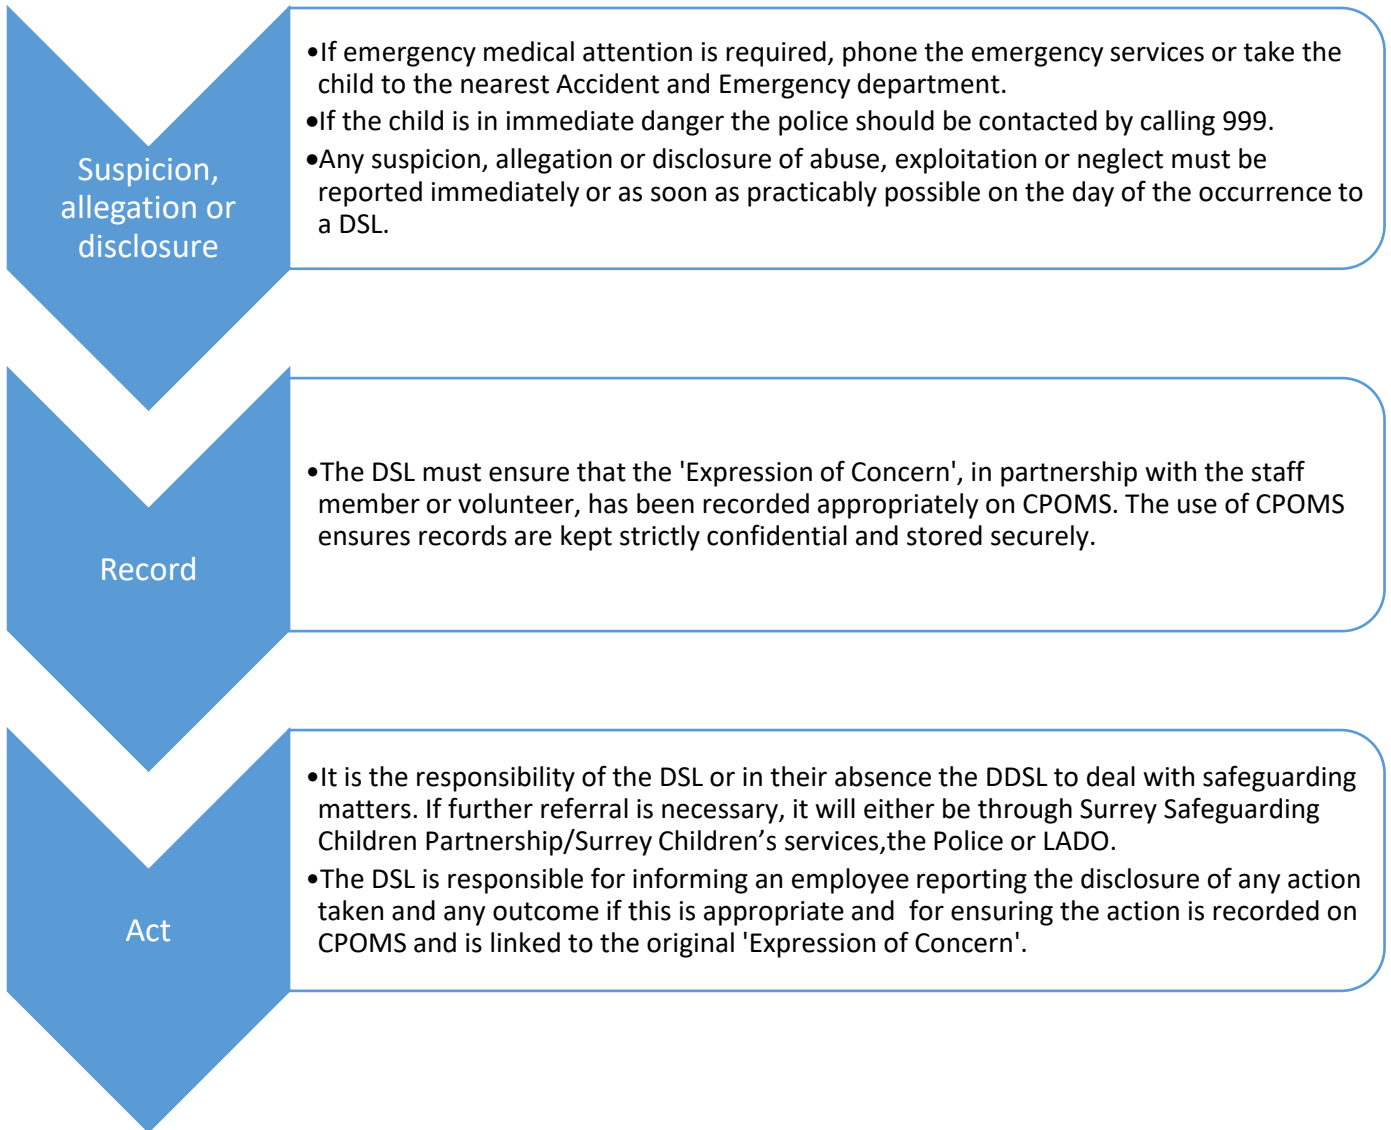 Suspicion,
allegation or
disclosure
•If emergency medical attention is required, phone the emergency services or take the
child to the nearest Accident and Emergency department.
•If the child is in immediate danger the police should be contacted by calling 999.
•Any suspicion, allegation or disclosure of abuse, exploitation or neglect must be
reported immediately or as soon as practicably possible on the day of the occurrence to
a DSL.
Record
•The DSL must ensure that the 'Expression of Concern', in partnership with the staff
member or volunteer, has been recorded appropriately on CPOMS. The use of CPOMS
ensures records are kept strictly confidential and stored securely.
Act
•It is the responsibility of the DSL or in their absence the DDSL to deal with safeguarding
matters. If further referral is necessary, it will either be through Surrey Safeguarding
Children Partnership/Surrey Children’s services,the Police or LADO.
•The DSL is responsible for informing an employee reporting the disclosure of any action
taken and any outcome if this is appropriate and  for ensuring the action is recorded on
CPOMS and is linked to the original 'Expression of Concern'.